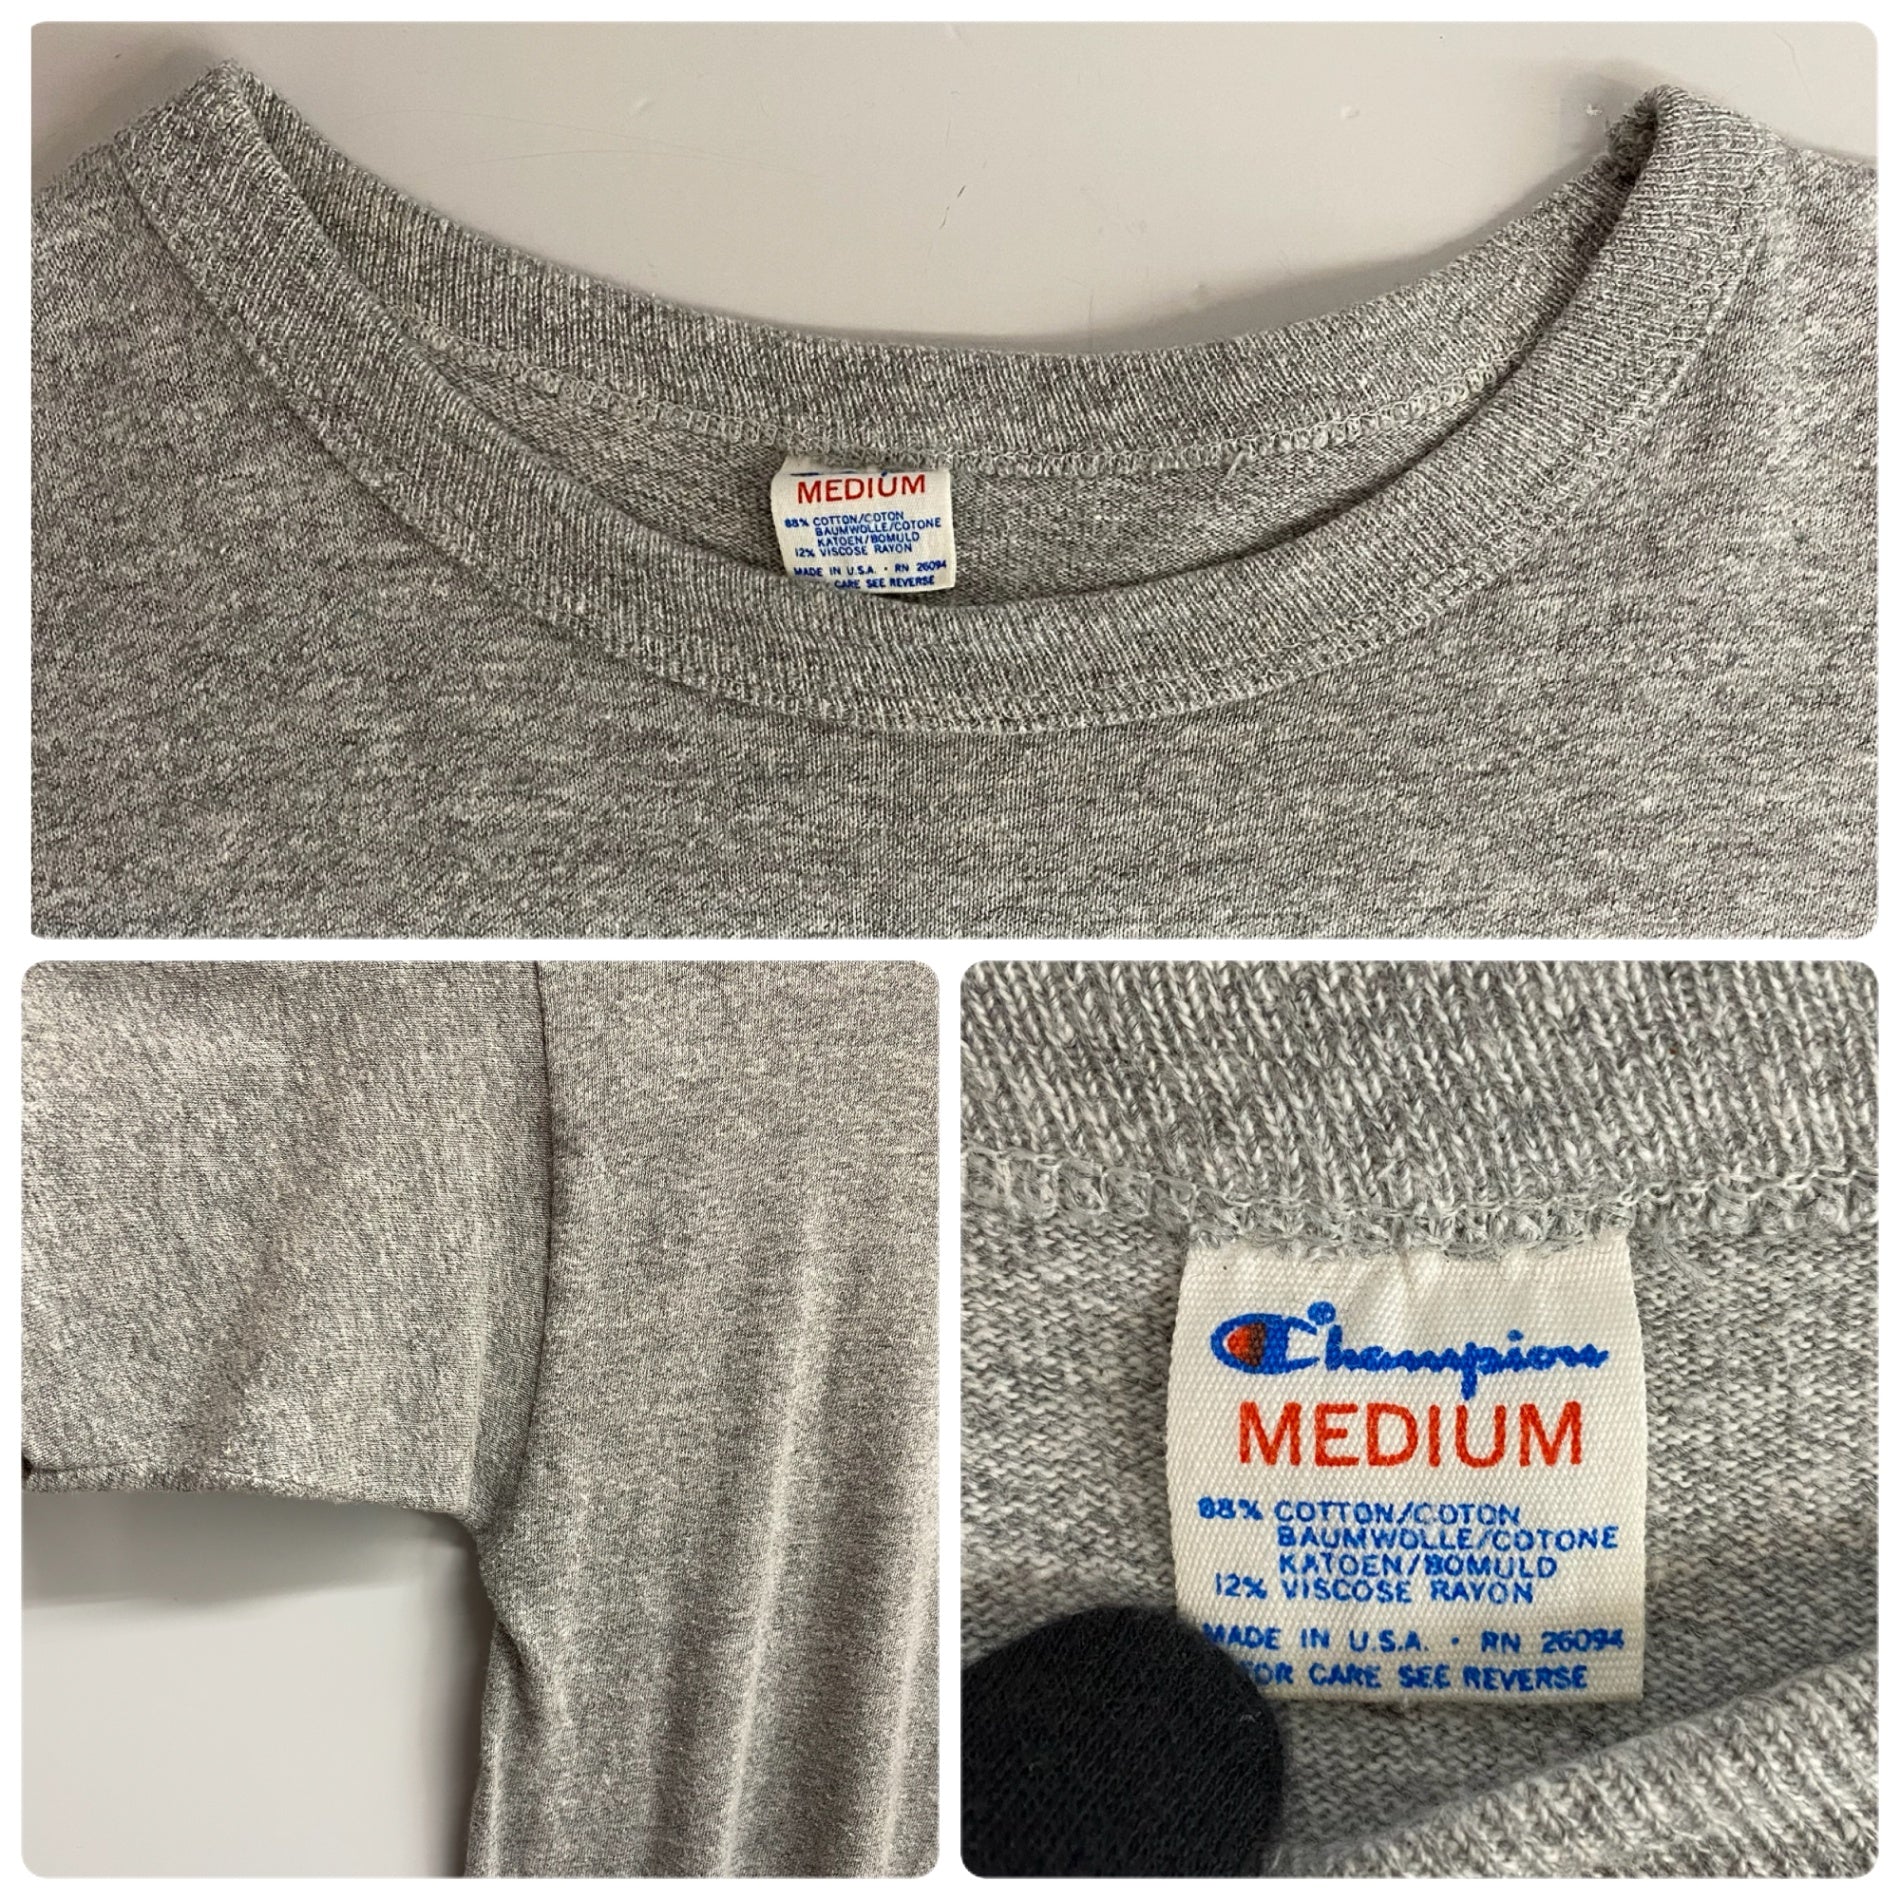 MEDIUM
88% COTTON/COTON
BAUMWOLLE/COTONE
KATOEN/BOMULD
12% VISCOSE RAYON
MADE IN U.S.A. · RN 26094
CARE SEE REVERSE
Champion
MEDIUM
88% COTTON/COTON
BAUMWOLLE/COTONE
KATOEN/BOMULD
12% VISCOSE RAYON
MADE IN U.S.A. · RN 26094
FOR CARE SEE REVERSE